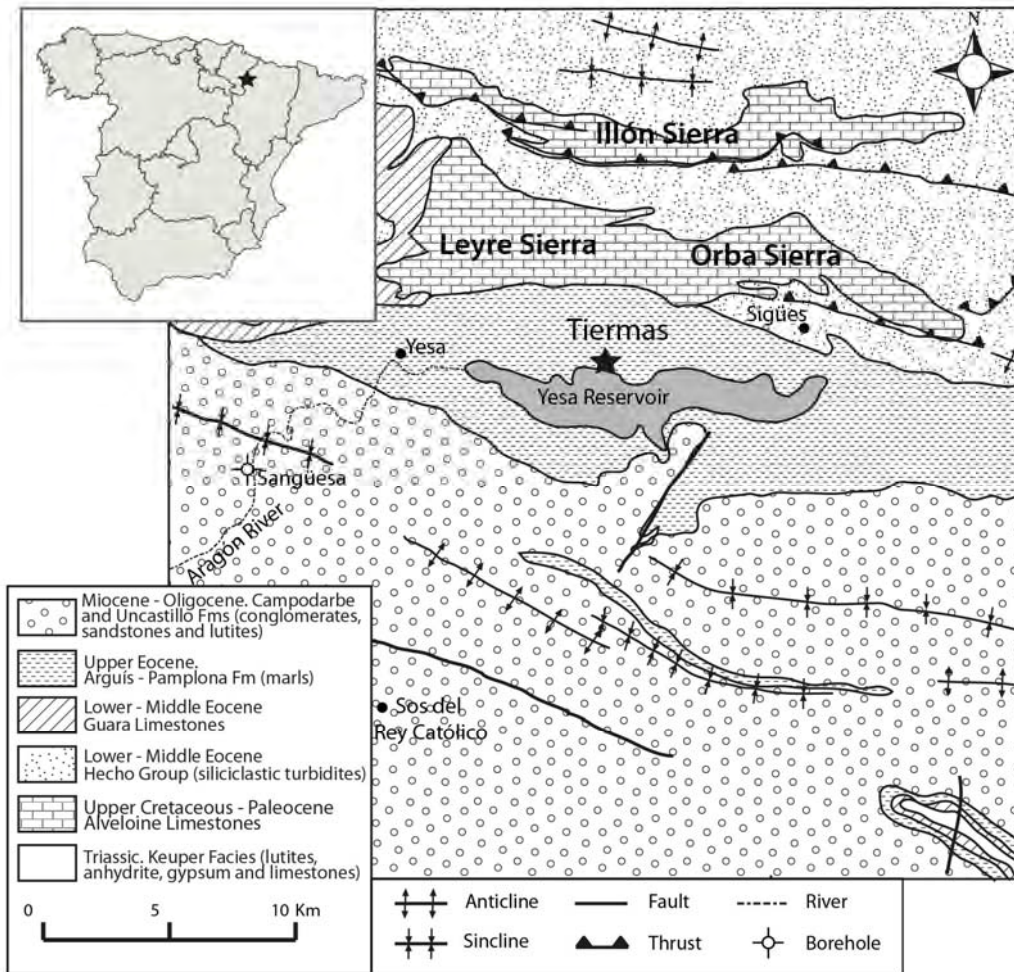 N
Illón Sierra
Leyre Sierra
Orba Sierra
Sigües
Tiermas
Yesa
Yesa Reservoir
Sangüesa
Aragón River
Sos del
Rey Católico
Miocene - Oligocene. Campodarbe
and Uncastillo Fms (conglomerates,
sandstones and lutites)
Upper Eocene.
Arguis - Pamplona Fm (marls)
Lower - Middle Eocene
Guara Limestones
Lower - Middle Eocene
Hecho Group (siliciclastic turbidites)
Upper Cretaceous - Paleocene
Alveloine Limestones
Triassic. Keuper Facies (lutites,
anhydrite, gypsum and limestones)
0 5 10 Km
Anticline Fault River
Sincline Thrust Borehole